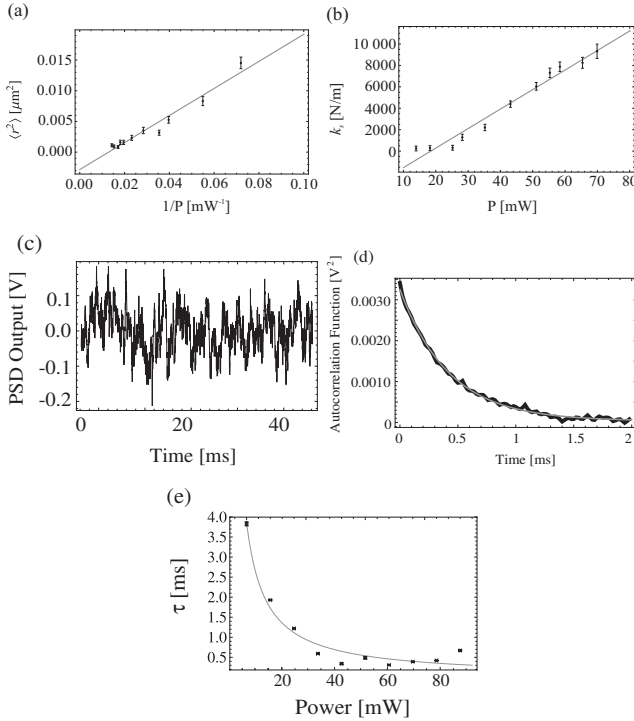 (a)
⟨r²⟩ [μm²]
0.015
0.010
0.005
0.000
0.00 0.02 0.04 0.06 0.08 0.10
1/P [mW⁻¹]
(b)
kᵣ [N/m]
10 000
8000
6000
4000
2000
0
10 20 30 40 50 60 70 80
P [mW]
(c)
PSD Output [V]
0.1
0.0
-0.1
-0.2
0 20 40
Time [ms]
(d)
Autocorrelation Function [V²]
0.0030
0.0010
0
0 0.5 1 1.5 2
Time [ms]
(e)
τ [ms]
4.0
3.5
3.0
2.5
2.0
1.5
1.0
0.5
20 40 60 80
Power [mW]